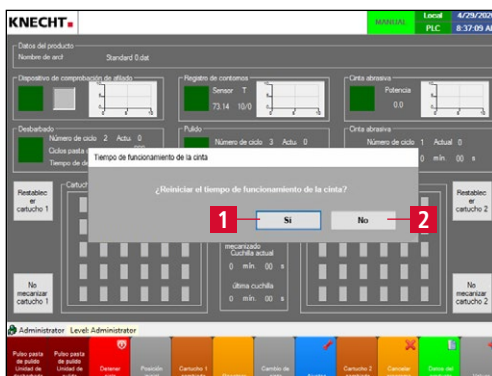 KNECHT
MANUAL
Local
PLC
4/29/202
8:37:09 A
Datos del producto
Nombre de arch
Standard 0.dat
Dispositivo de comprobación de afilado
Registro de contornos
Sensor T
73.14 10/0
Cinta abrasiva
Potencia
0.0
Desbarbado
Número de ciclo 2 Actu 0
Ciclos pasta
Tiempo de
Pulido
Número de ciclo 3 Actu 0
Cinta abrasiva
Número de ciclo 1 Actual 0
0 mín 00 s
Tiempo de funcionamiento de la cinta
¿Reiniciar el tiempo de funcionamiento de la cinta?
1
Sí
No
2
Restablec
er
cartucho 1
Restablec
er
cartucho 2
mecanizado
Cuchilla actual
0 mín. 00 s
última cuchilla
0 mín. 00 s
No
mecanizar
cartucho 1
No
mecanizar
cartucho 2
Administrator Level: Administrator
Pulso pasta
de pulido
Unidad de
Pulso pasta
de pulido
Unidad de
Detener
Posición
Cartucho 1
Cambio de
Cartucho 2
Cancelar
Datos del